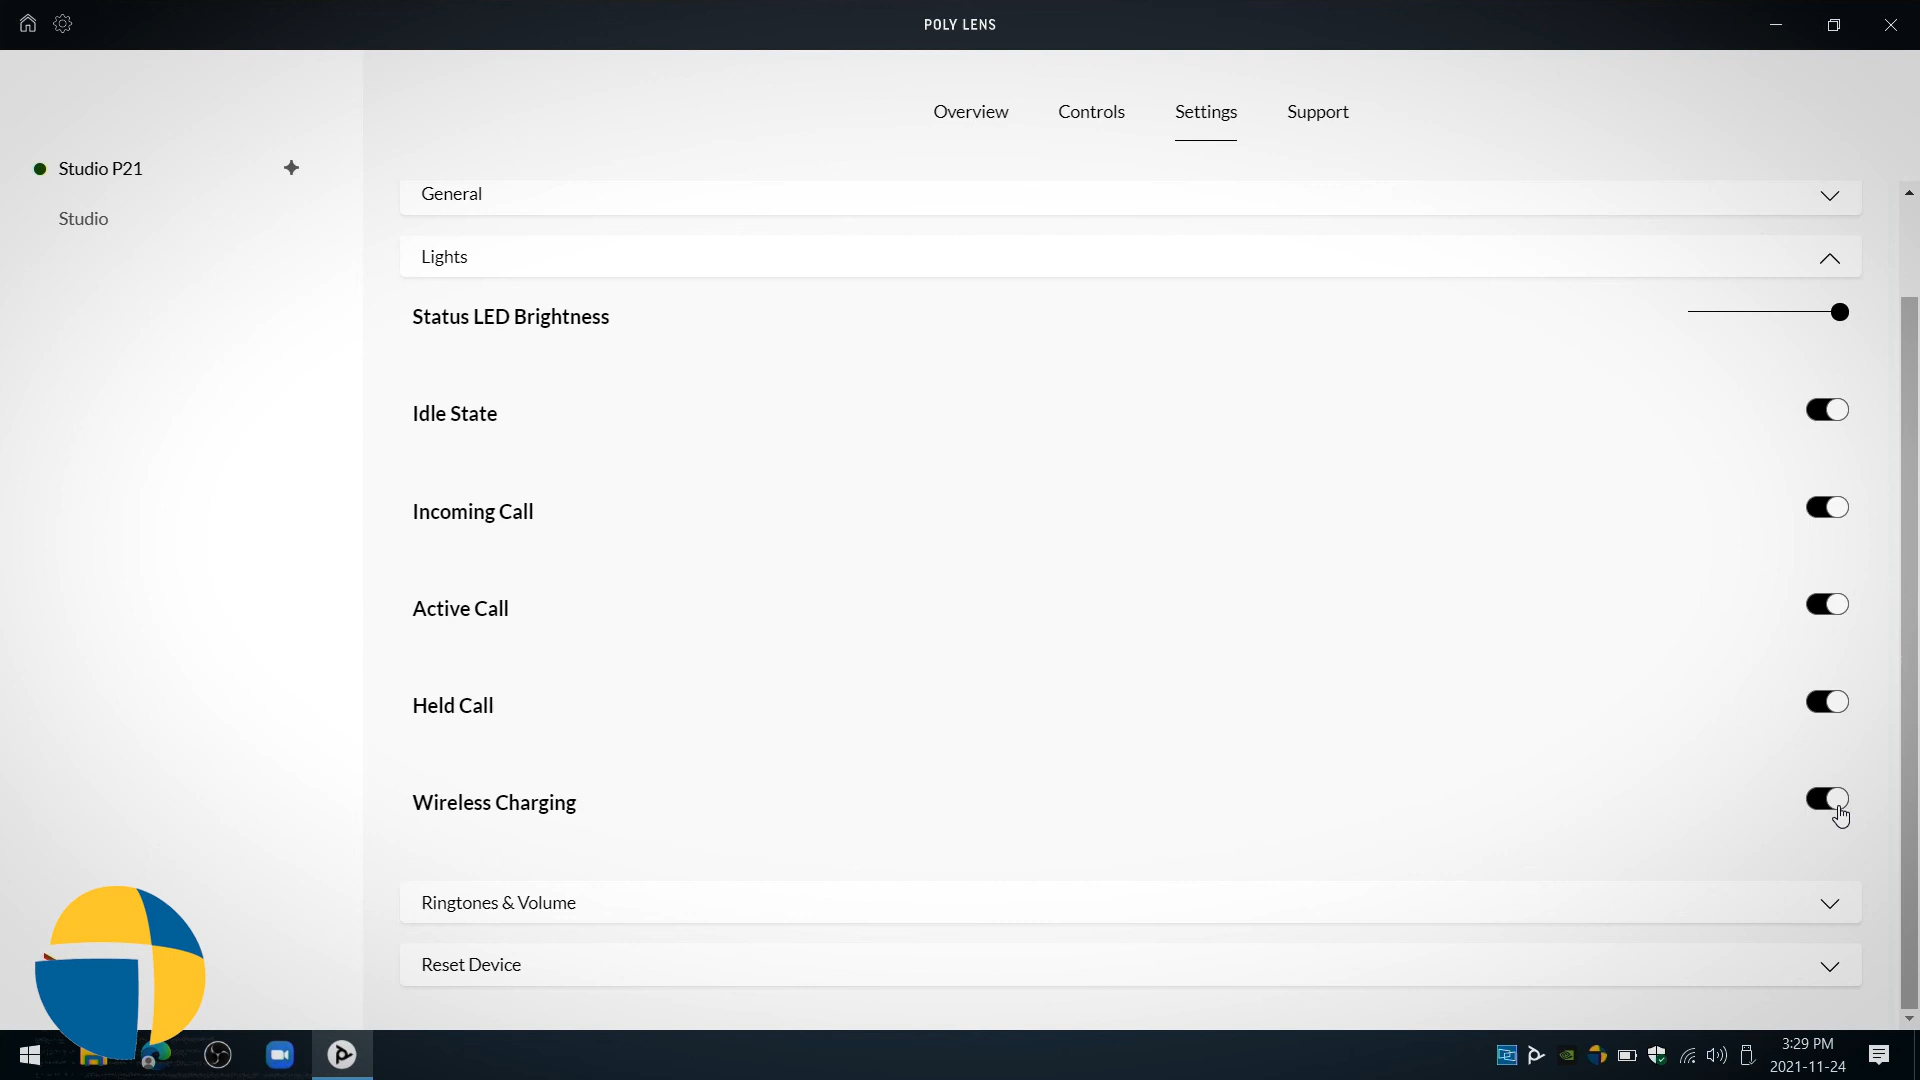 POLY LENS
Overview
Controls
Settings
Support
Studio P21
Studio
General
Lights
Status LED Brightness
Idle State
Incoming Call
Active Call
Held Call
Wireless Charging
Ringtones & Volume
Reset Device
3:29 PM
2021-11-24